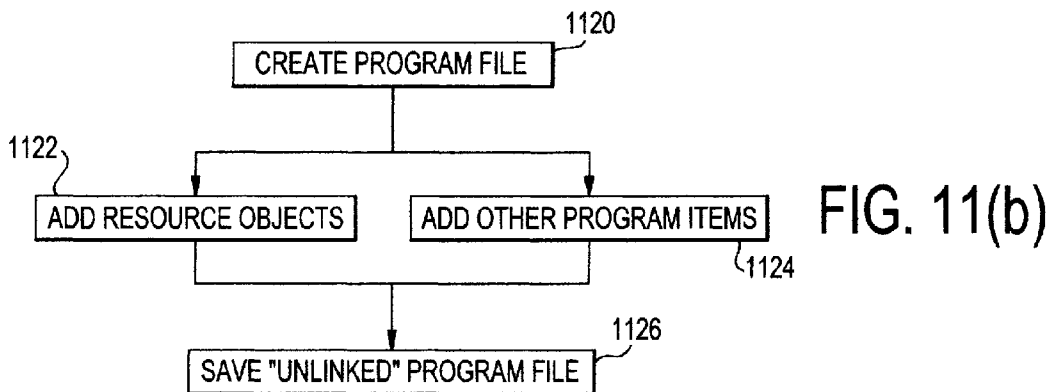 1120
CREATE PROGRAM FILE
1122
ADD RESOURCE OBJECTS
ADD OTHER PROGRAM ITEMS
FIG. 11(b)
1124
1126
SAVE "UNLINKED" PROGRAM FILE